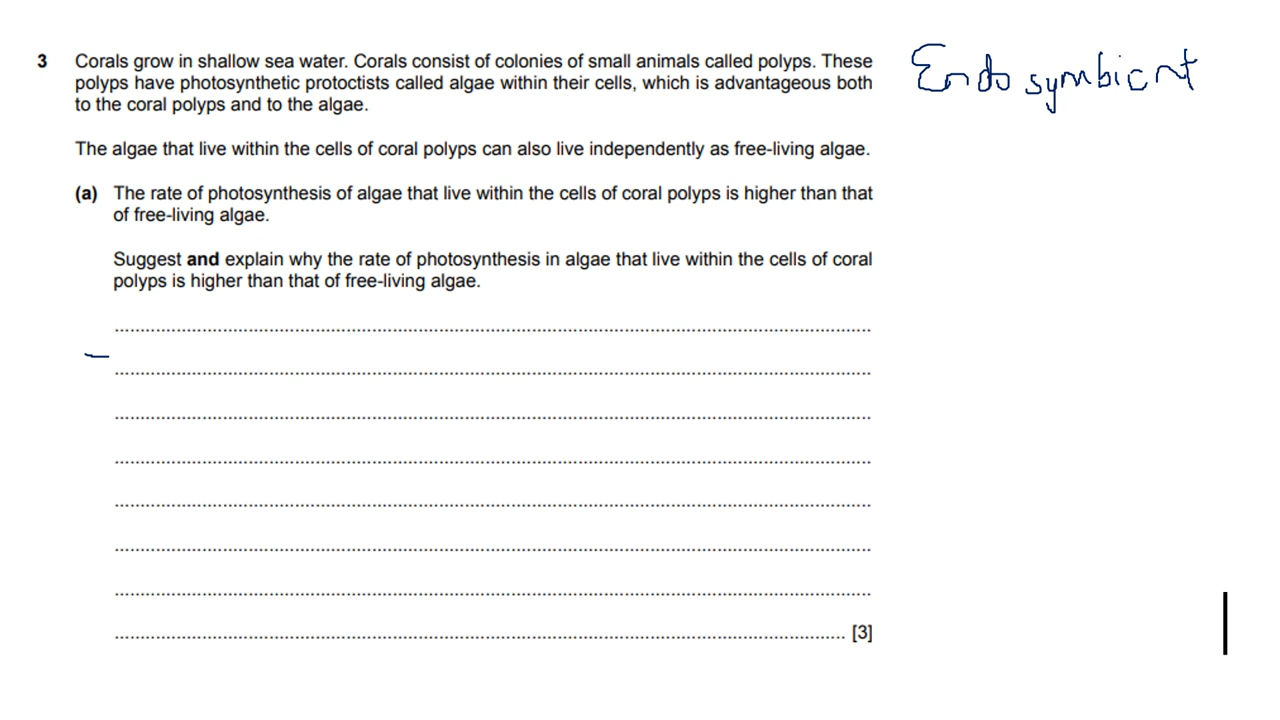 3 Corals grow in shallow sea water. Corals consist of colonies of small animals called polyps. These
polyps have photosynthetic protoctists called algae within their cells, which is advantageous both
to the coral polyps and to the algae.
Endosymbiont
The algae that live within the cells of coral polyps can also live independently as free-living algae.
(a) The rate of photosynthesis of algae that live within the cells of coral polyps is higher than that
of free-living algae.
Suggest and explain why the rate of photosynthesis in algae that live within the cells of coral
polyps is higher than that of free-living algae.
[3]